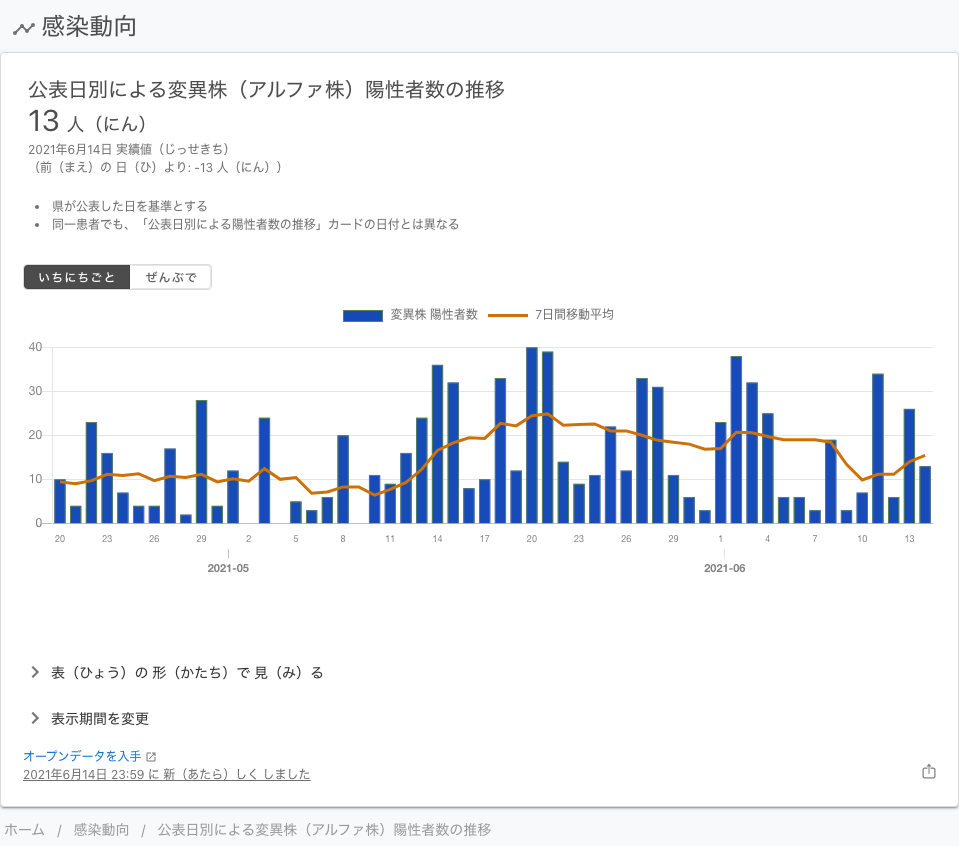 感染動向
公表日別による変異株（アルファ株）陽性者数の推移
13 人（にん）
2021年6月14日 実績値（じっせきち）
（前（まえ）の 日（ひ）より: -13 人（にん））
県が公表した日を基準とする
同一患者でも、「公表日別による陽性者数の推移」カードの日付とは異なる
いちにちごと ぜんぶで
変異株 陽性者数 7日間移動平均
40
30
20
10
0
20 23 26 29 2 5 8 11 14 17 20 23 26 29 1 4 7 10 13
2021-05 2021-06
表（ひょう）の 形（かたち）で 見（み）る
表示期間を変更
オープンデータを入手
2021年6月14日 23:59 に 新（あたら）しく しました
ホーム / 感染動向 / 公表日別による変異株（アルファ株）陽性者数の推移